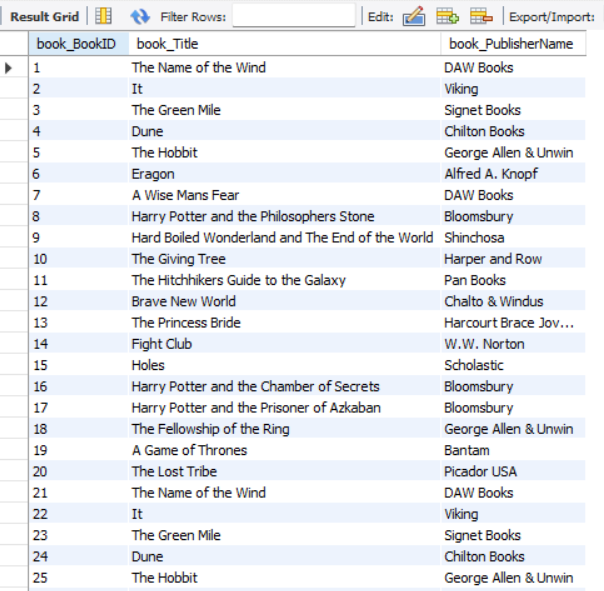 Result Grid Filter Rows: Edit: Export/Import:
book_BookID book_Title book_PublisherName
1 The Name of the Wind DAW Books
2 It Viking
3 The Green Mile Signet Books
4 Dune Chilton Books
5 The Hobbit George Allen & Unwin
6 Eragon Alfred A. Knopf
7 A Wise Mans Fear DAW Books
8 Harry Potter and the Philosophers Stone Bloomsbury
9 Hard Boiled Wonderland and The End of the World Shinchosa
10 The Giving Tree Harper and Row
11 The Hitchhikers Guide to the Galaxy Pan Books
12 Brave New World Chalto & Windus
13 The Princess Bride Harcourt Brace Jov...
14 Fight Club W.W. Norton
15 Holes Scholastic
16 Harry Potter and the Chamber of Secrets Bloomsbury
17 Harry Potter and the Prisoner of Azkaban Bloomsbury
18 The Fellowship of the Ring George Allen & Unwin
19 A Game of Thrones Bantam
20 The Lost Tribe Picador USA
21 The Name of the Wind DAW Books
22 It Viking
23 The Green Mile Signet Books
24 Dune Chilton Books
25 The Hobbit George Allen & Unwin